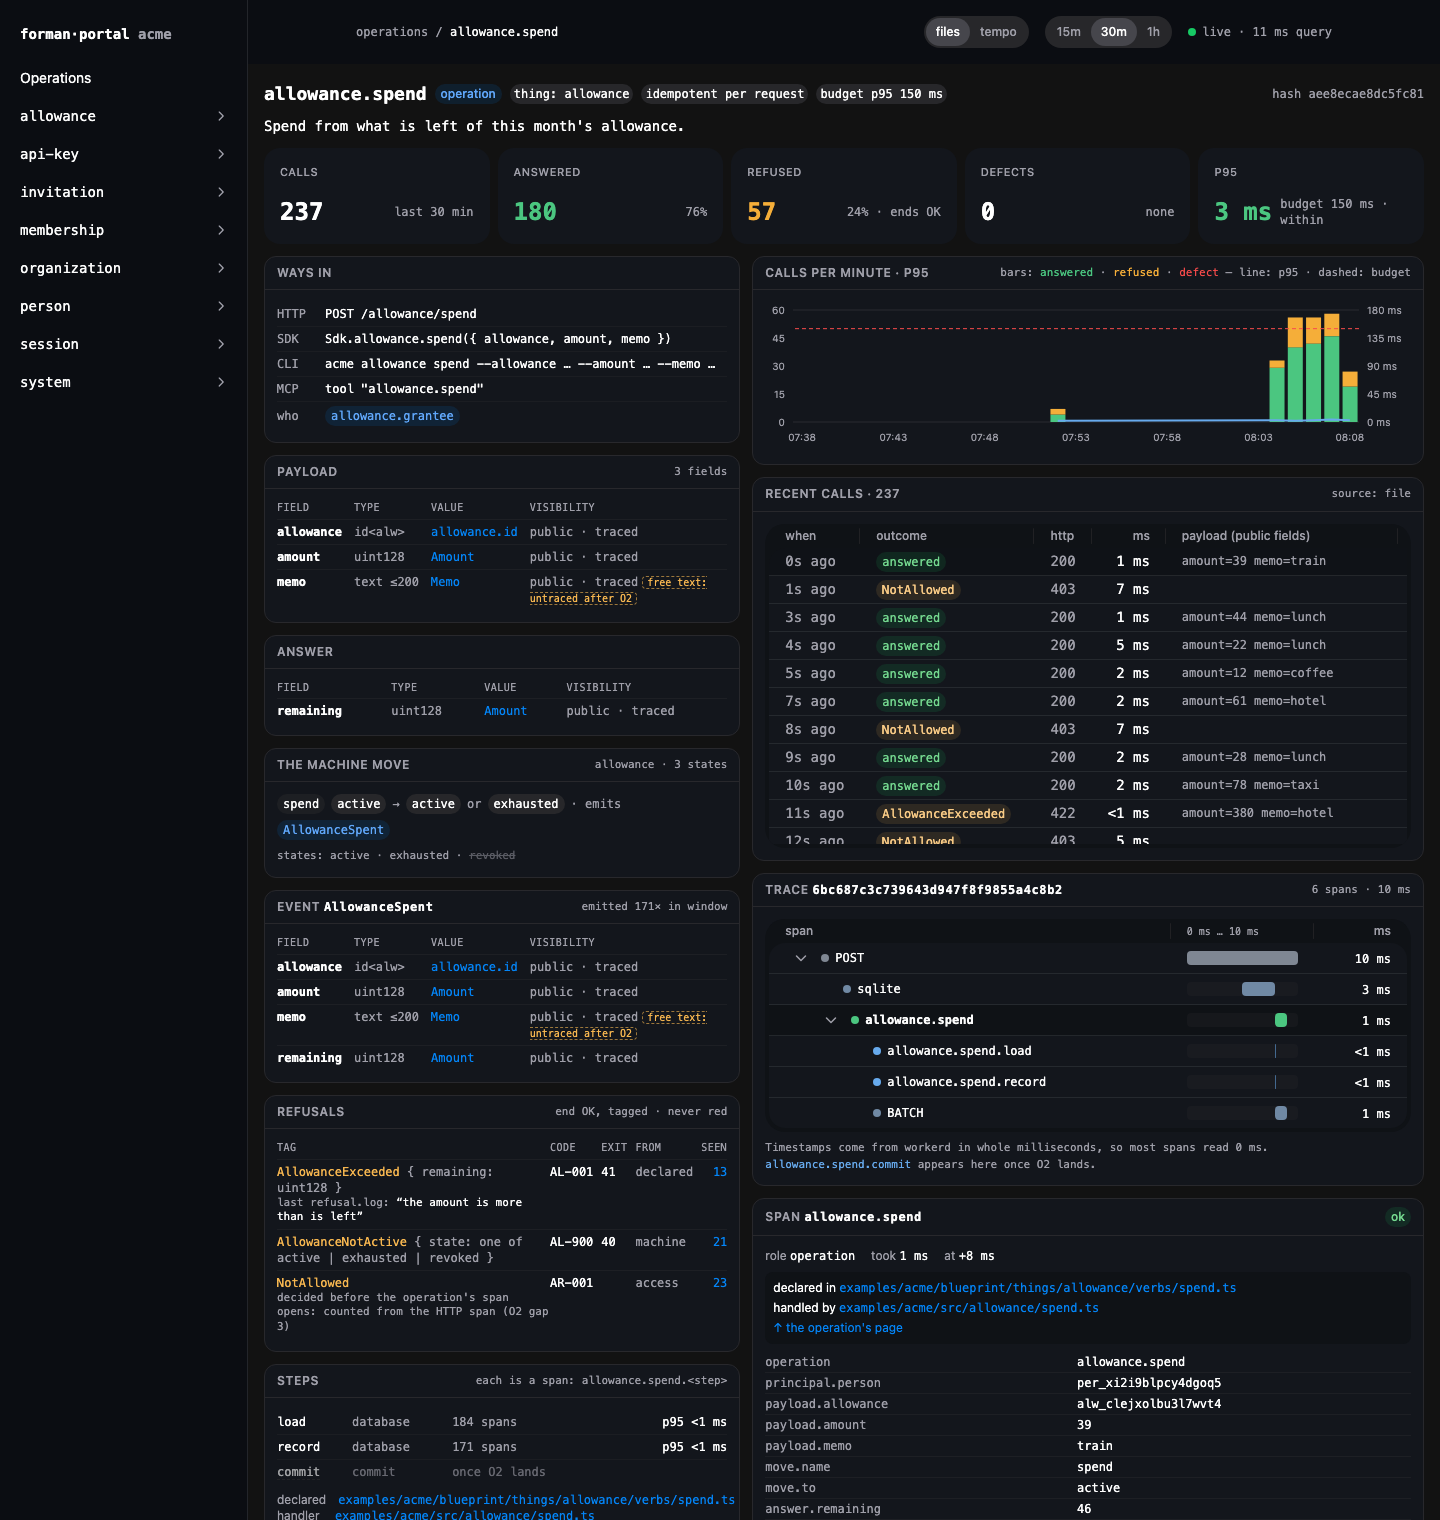 forman·portal acme
Operations
allowance
api-key
invitation
membership
organization
person
session
system
operations / allowance.spend
files tempo
15m 30m 1h
live · 11 ms query
allowance.spend operation thing: allowance idempotent per request budget p95 150 ms
hash aee8ecae8dc5fc81
Spend from what is left of this month's allowance.
CALLS
237 last 30 min
ANSWERED
180 76%
REFUSED
57 24% · ends OK
DEFECTS
0 none
P95
3 ms budget 150 ms · within
WAYS IN
HTTP POST /allowance/spend
SDK Sdk.allowance.spend({ allowance, amount, memo })
CLI acme allowance spend --allowance … --amount … --memo …
MCP tool "allowance.spend"
who allowance.grantee
PAYLOAD 3 fields
FIELD TYPE VALUE VISIBILITY
allowance id<alw> allowance.id public · traced
amount uint128 Amount public · traced
memo text ≤200 Memo public · traced free text:
untraced after O2
ANSWER
FIELD TYPE VALUE VISIBILITY
remaining uint128 Amount public · traced
THE MACHINE MOVE allowance · 3 states
spend active → active or exhausted · emits
AllowanceSpent
states: active · exhausted · revoked
EVENT AllowanceSpent emitted 171× in window
FIELD TYPE VALUE VISIBILITY
allowance id<alw> allowance.id public · traced
amount uint128 Amount public · traced
memo text ≤200 Memo public · traced free text:
untraced after O2
remaining uint128 Amount public · traced
REFUSALS end OK, tagged · never red
TAG CODE EXIT FROM SEEN
AllowanceExceeded { remaining: AL-001 41 declared 13
uint128 }
last refusal.log: “the amount is more
than is left”
AllowanceNotActive { state: one of AL-900 40 machine 21
active | exhausted | revoked }
NotAllowed AR-001 access 23
decided before the operation's span
opens: counted from the HTTP span (O2 gap
3)
STEPS each is a span: allowance.spend.<step>
load database 184 spans p95 <1 ms
record database 171 spans p95 <1 ms
commit commit once O2 lands
declared examples/acme/blueprint/things/allowance/verbs/spend.ts
handler examples/acme/src/allowance/spend.ts
CALLS PER MINUTE · P95 bars: answered · refused · defect — line: p95 · dashed: budget
60 180 ms
45 135 ms
30 90 ms
15 45 ms
0 0 ms
07:38 07:43 07:48 07:53 07:58 08:03 08:08
RECENT CALLS · 237 source: file
when outcome http ms payload (public fields)
0s ago answered 200 1 ms amount=39 memo=train
1s ago NotAllowed 403 7 ms
3s ago answered 200 1 ms amount=44 memo=lunch
4s ago answered 200 5 ms amount=22 memo=lunch
5s ago answered 200 2 ms amount=12 memo=coffee
7s ago answered 200 2 ms amount=61 memo=hotel
8s ago NotAllowed 403 7 ms
9s ago answered 200 2 ms amount=28 memo=lunch
10s ago answered 200 2 ms amount=78 memo=taxi
11s ago AllowanceExceeded 422 <1 ms amount=380 memo=hotel
12s ago NotAllowed 403 5 ms
TRACE 6bc687c3c739643d947f8f9855a4c8b2 6 spans · 10 ms
span 0 ms … 10 ms ms
POST 10 ms
sqlite 3 ms
allowance.spend 1 ms
allowance.spend.load <1 ms
allowance.spend.record <1 ms
BATCH 1 ms
Timestamps come from workerd in whole milliseconds, so most spans read 0 ms.
allowance.spend.commit appears here once O2 lands.
SPAN allowance.spend ok
role operation took 1 ms at +8 ms
declared in examples/acme/blueprint/things/allowance/verbs/spend.ts
handled by examples/acme/src/allowance/spend.ts
↑ the operation's page
operation allowance.spend
principal.person per_xi2i9blpcy4dgoq5
payload.allowance alw_clejxolbu3l7wvt4
payload.amount 39
payload.memo train
move.name spend
move.to active
answer.remaining 46